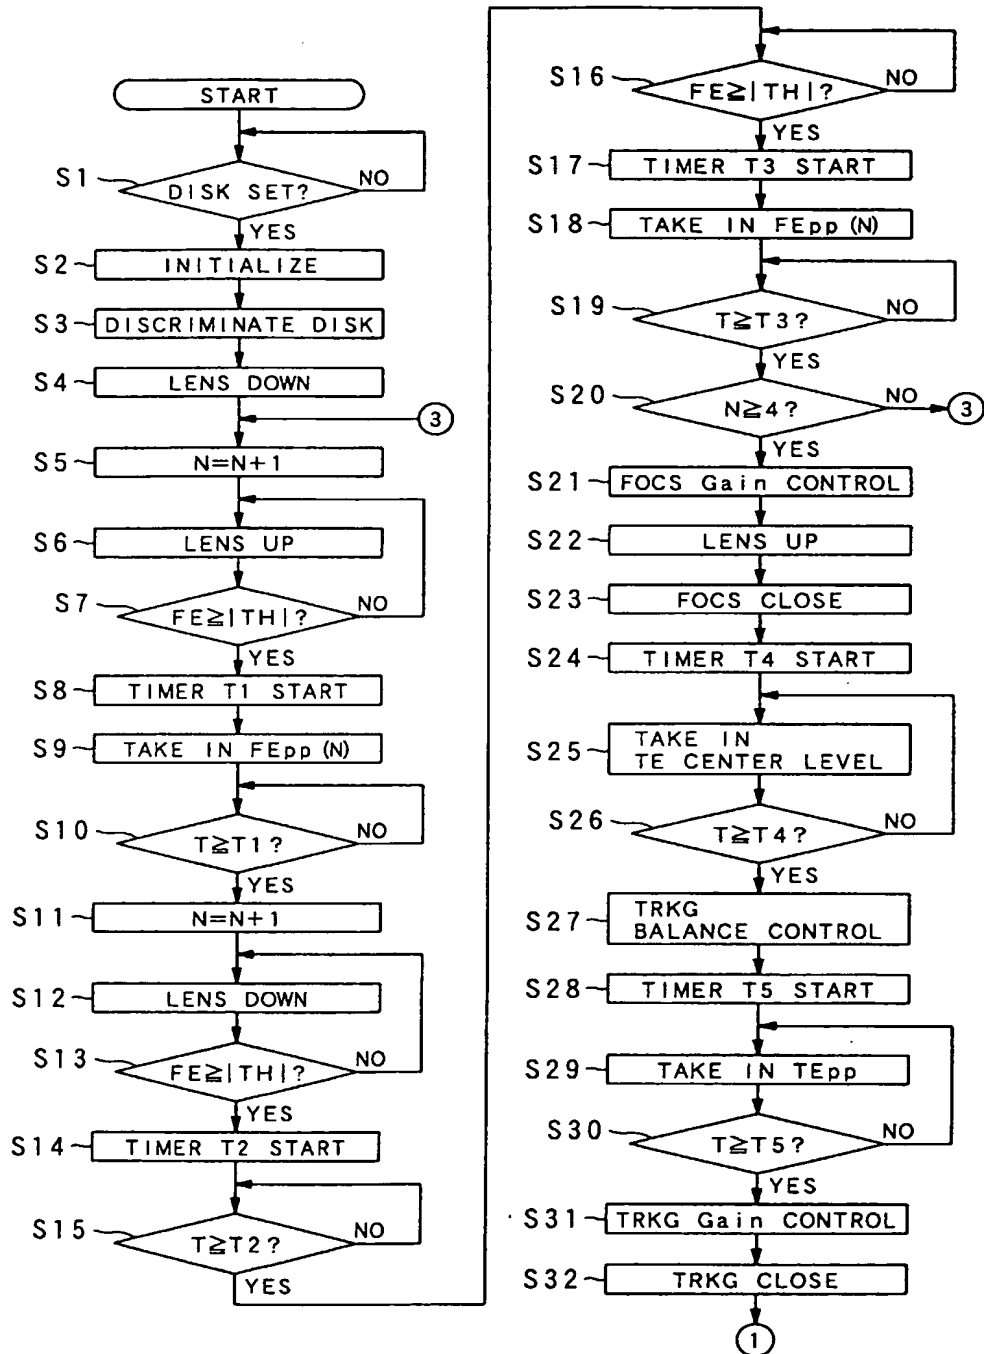 START
S1
DISK SET?
NO
YES
S2
INITIALIZE
S3
DISCRIMINATE DISK
S4
LENS DOWN
3
S5
N=N+1
S6
LENS UP
S7
FE≧|TH|?
NO
YES
S8
TIMER T1 START
S9
TAKE IN FEpp(N)
S10
T≧T1?
NO
YES
S11
N=N+1
S12
LENS DOWN
S13
FE≧|TH|?
NO
YES
S14
TIMER T2 START
S15
T≧T2?
NO
YES
S16
FE≧|TH|?
NO
YES
S17
TIMER T3 START
S18
TAKE IN FEpp(N)
S19
T≧T3?
NO
YES
S20
N≧4?
NO
3
YES
S21
FOCS Gain CONTROL
S22
LENS UP
S23
FOCS CLOSE
S24
TIMER T4 START
S25
TAKE IN
TE CENTER LEVEL
S26
T≧T4?
NO
YES
S27
TRKG
BALANCE CONTROL
S28
TIMER T5 START
S29
TAKE IN TEpp
S30
T≧T5?
NO
YES
S31
TRKG Gain CONTROL
S32
TRKG CLOSE
1